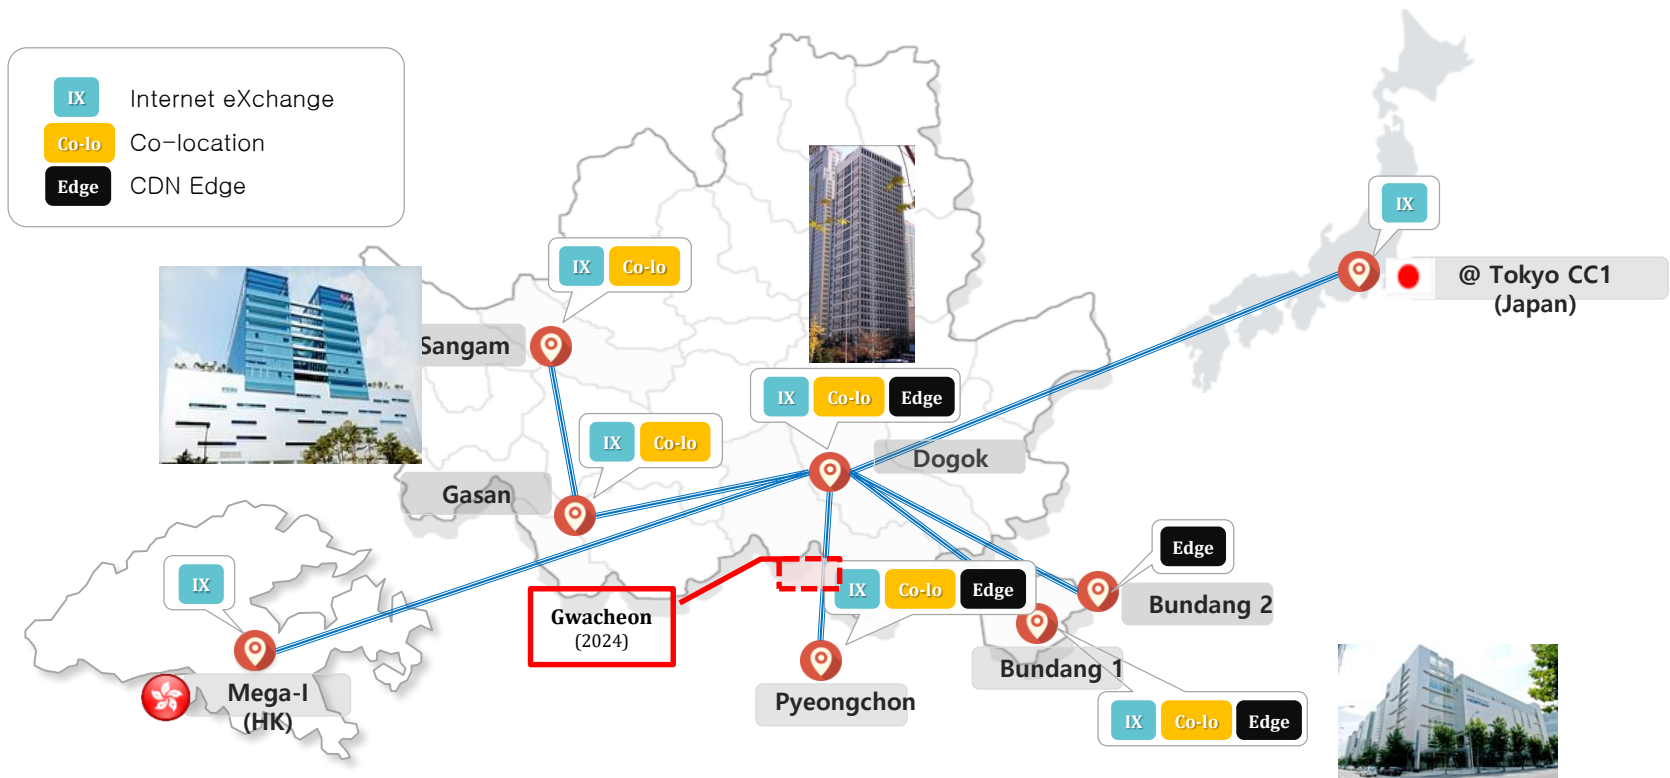 IX Internet eXchange
Co-lo Co-location
Edge CDN Edge
IX
@ Tokyo CC1
(Japan)
IX Co-lo
Sangam
IX Co-lo Edge
Dogok
IX Co-lo
Gasan
Edge
Bundang 2
IX
Mega-I
(HK)
Gwacheon
(2024)
IX Co-lo Edge
Pyeongchon
Bundang 1
IX Co-lo Edge